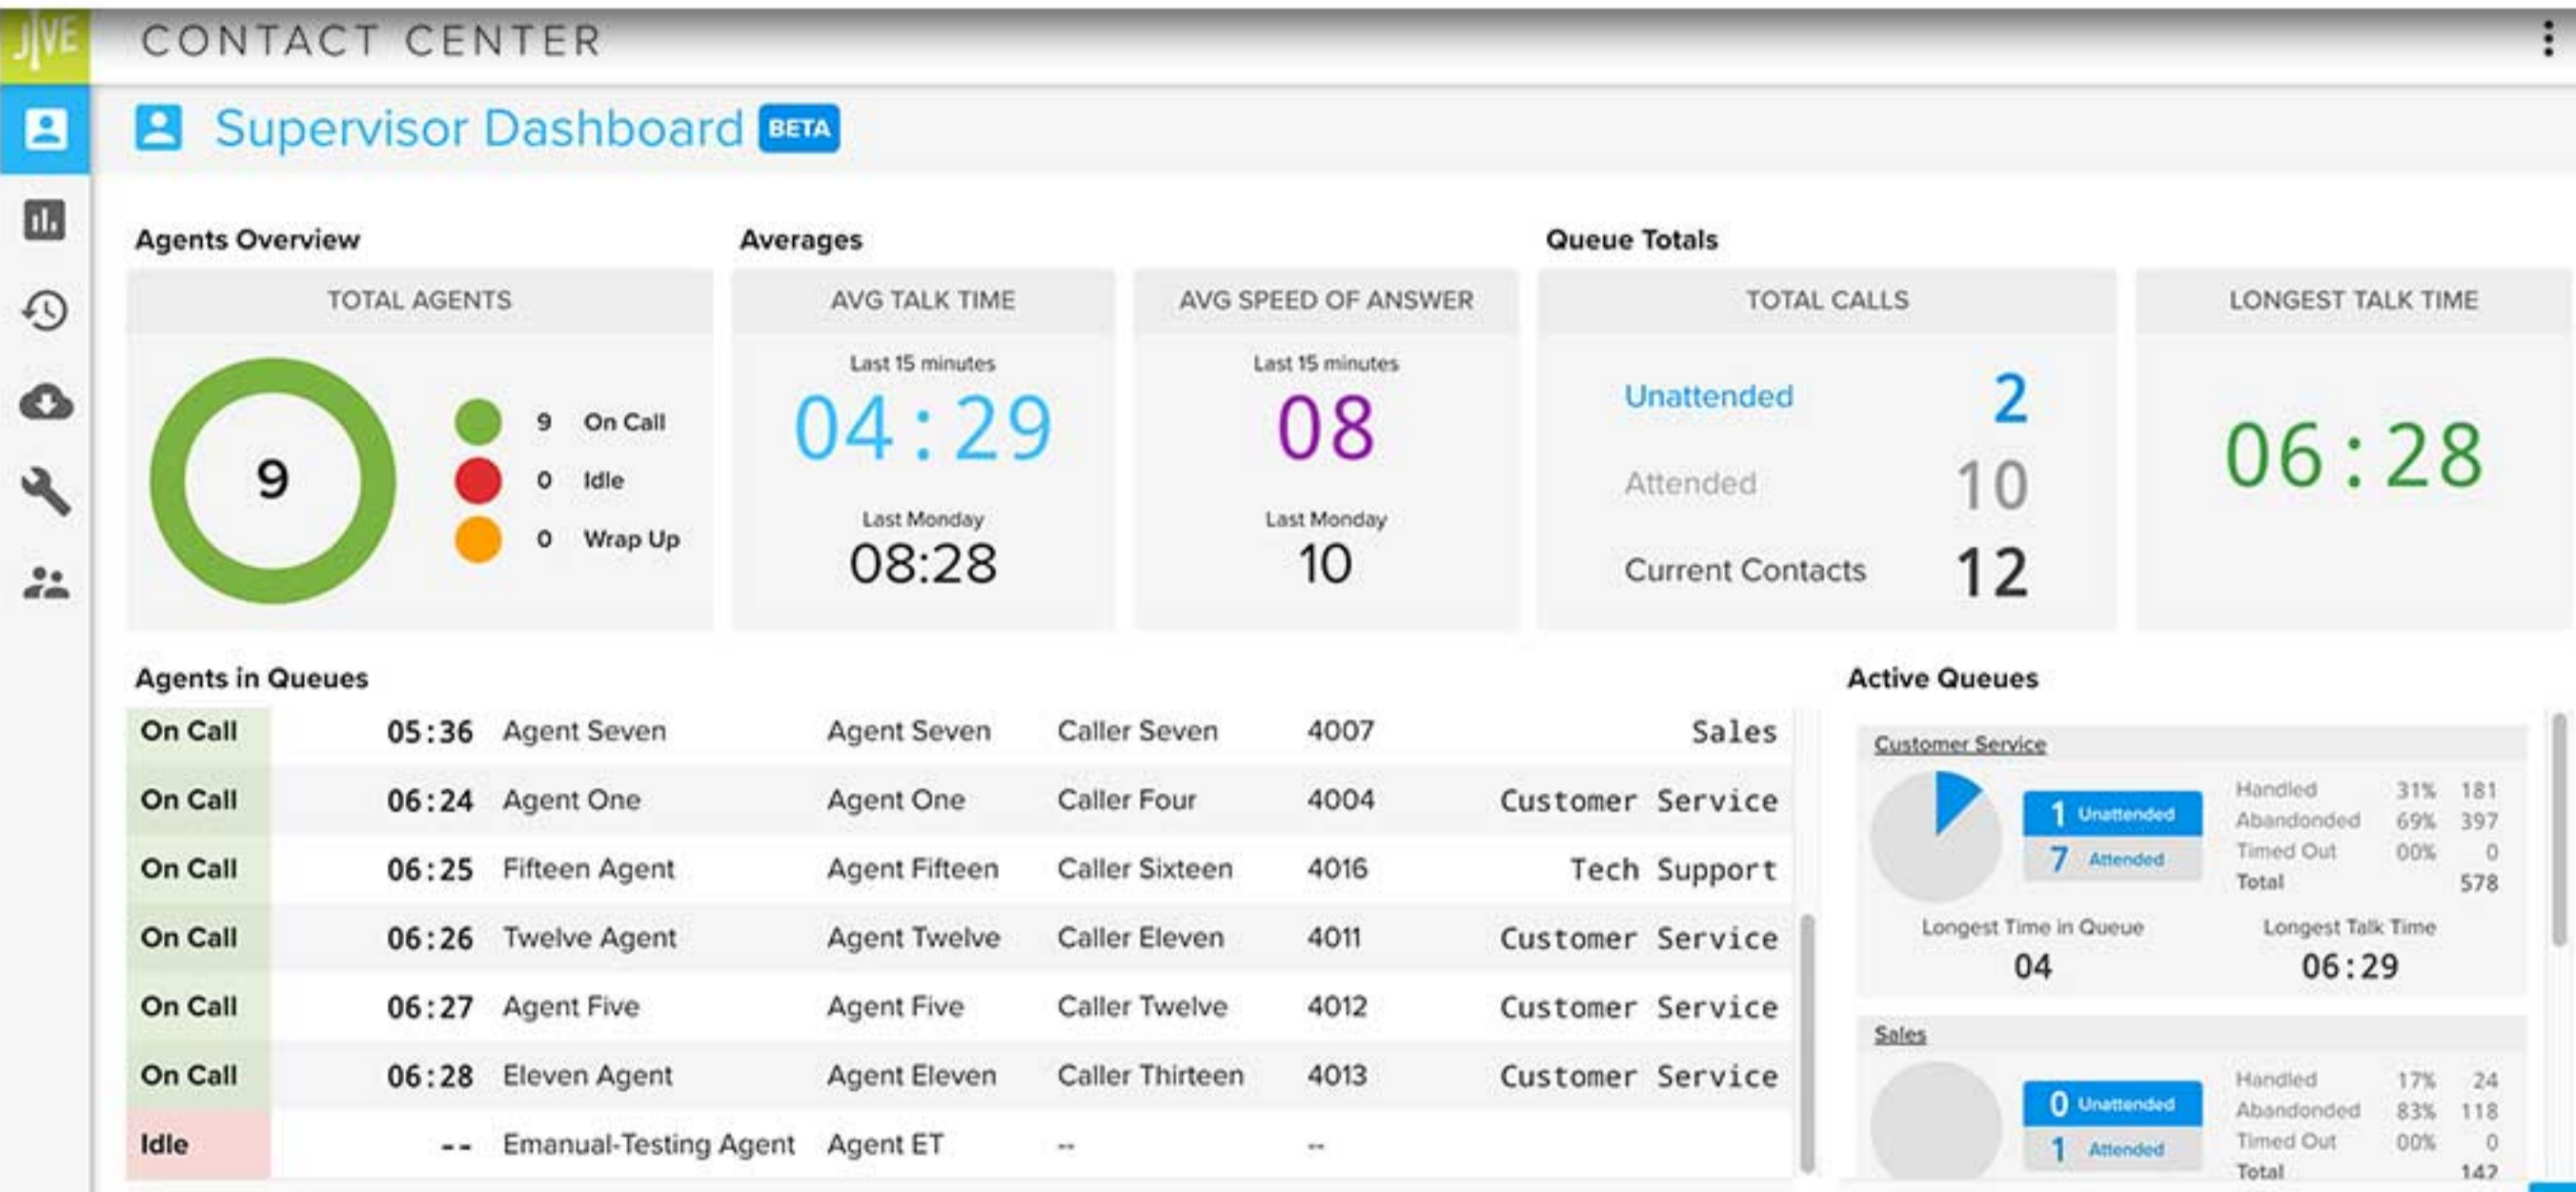 JIVE CONTACT CENTER
Supervisor Dashboard BETA
Agents Overview
TOTAL AGENTS
9
9 On Call
0 Idle
0 Wrap Up
Averages
AVG TALK TIME
Last 15 minutes
04:29
Last Monday
08:28
AVG SPEED OF ANSWER
Last 15 minutes
08
Last Monday
10
Queue Totals
TOTAL CALLS
Unattended 2
Attended 10
Current Contacts 12
LONGEST TALK TIME
06:28
Agents in Queues
On Call 05:36 Agent Seven Agent Seven Caller Seven 4007 Sales
On Call 06:24 Agent One Agent One Caller Four 4004 Customer Service
On Call 06:25 Fifteen Agent Agent Fifteen Caller Sixteen 4016 Tech Support
On Call 06:26 Twelve Agent Agent Twelve Caller Eleven 4011 Customer Service
On Call 06:27 Agent Five Agent Five Caller Twelve 4012 Customer Service
On Call 06:28 Eleven Agent Agent Eleven Caller Thirteen 4013 Customer Service
Idle -- Emanual-Testing Agent Agent ET -- --
Active Queues
Customer Service
1 Unattended
7 Attended
Handled 31% 181
Abandonded 69% 397
Timed Out 00% 0
Total 578
Longest Time in Queue
04
Longest Talk Time
06:29
Sales
0 Unattended
1 Attended
Handled 17% 24
Abandonded 83% 118
Timed Out 00% 0
Total 142